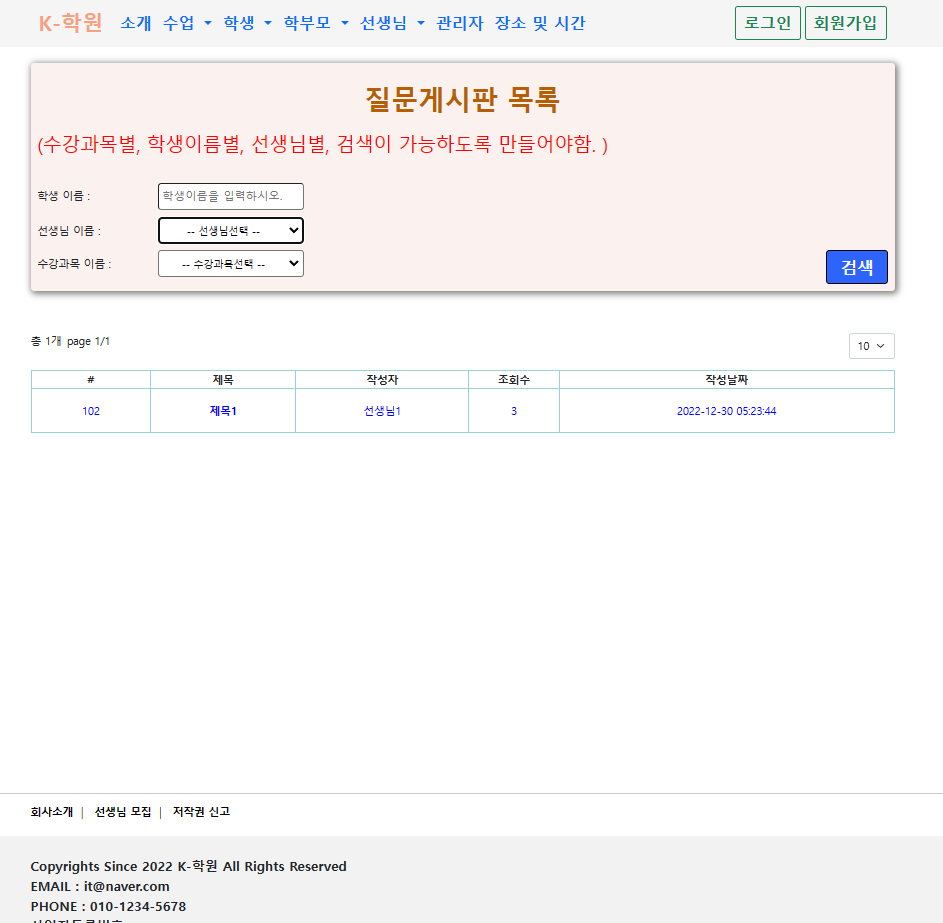 K-학원 소개 수업 학생 학부모 선생님 관리자 장소 및 시간 로그인 회원가입
질문게시판 목록
(수강과목별, 학생이름별, 선생님별, 검색이 가능하도록 만들어야함. )
학생 이름 : 학생이름을 입력하시오.
선생님 이름 : -- 선생님선택 --
수강과목 이름 : -- 수강과목선택 -- 검색
총 1개 page 1/1 10
# 제목 작성자 조회수 작성날짜
102 제목1 선생님1 3 2022-12-30 05:23:44
회사소개 | 선생님 모집 | 저작권 신고
Copyrights Since 2022 K-학원 All Rights Reserved
EMAIL : it@naver.com
PHONE : 010-1234-5678